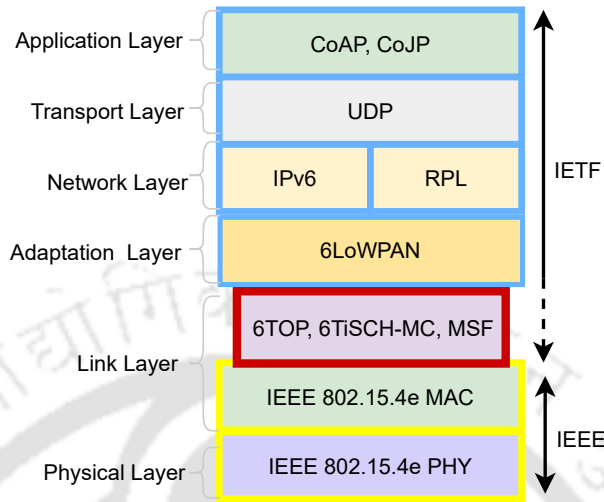 Application Layer
CoAP, CoJP
Transport Layer
UDP
Network Layer
IPv6
RPL
IETF
Adaptation  Layer
6LoWPAN
6TOP, 6TiSCH-MC, MSF
Link Layer
IEEE 802.15.4e MAC
IEEE
Physical Layer
IEEE 802.15.4e PHY